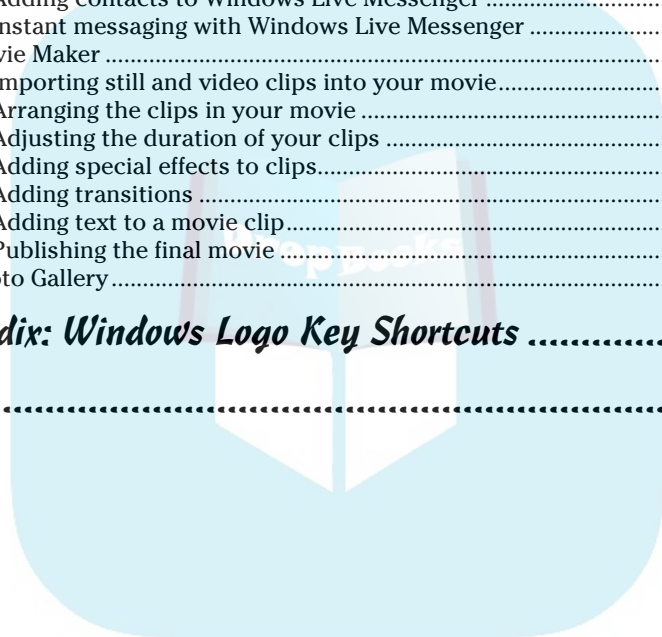 Adding contacts to Windows Live Messenger ...............................
nstant messaging with Windows Live Messenger .......................
vie Maker ........................................................................................................
mporting still and video clips into your movie.............................
Arranging the clips in your movie .....................................................
Adjusting the duration of your clips ................................................
Adding special effects to clips.............................................................
Adding transitions .................................................................................
Adding text to a movie clip..................................................................
Publishing the final movie ...................................................................
oto Gallery.......................................................................................................
DropBooks
dix: Windows Logo Key Shortcuts .............
.......................................................................................